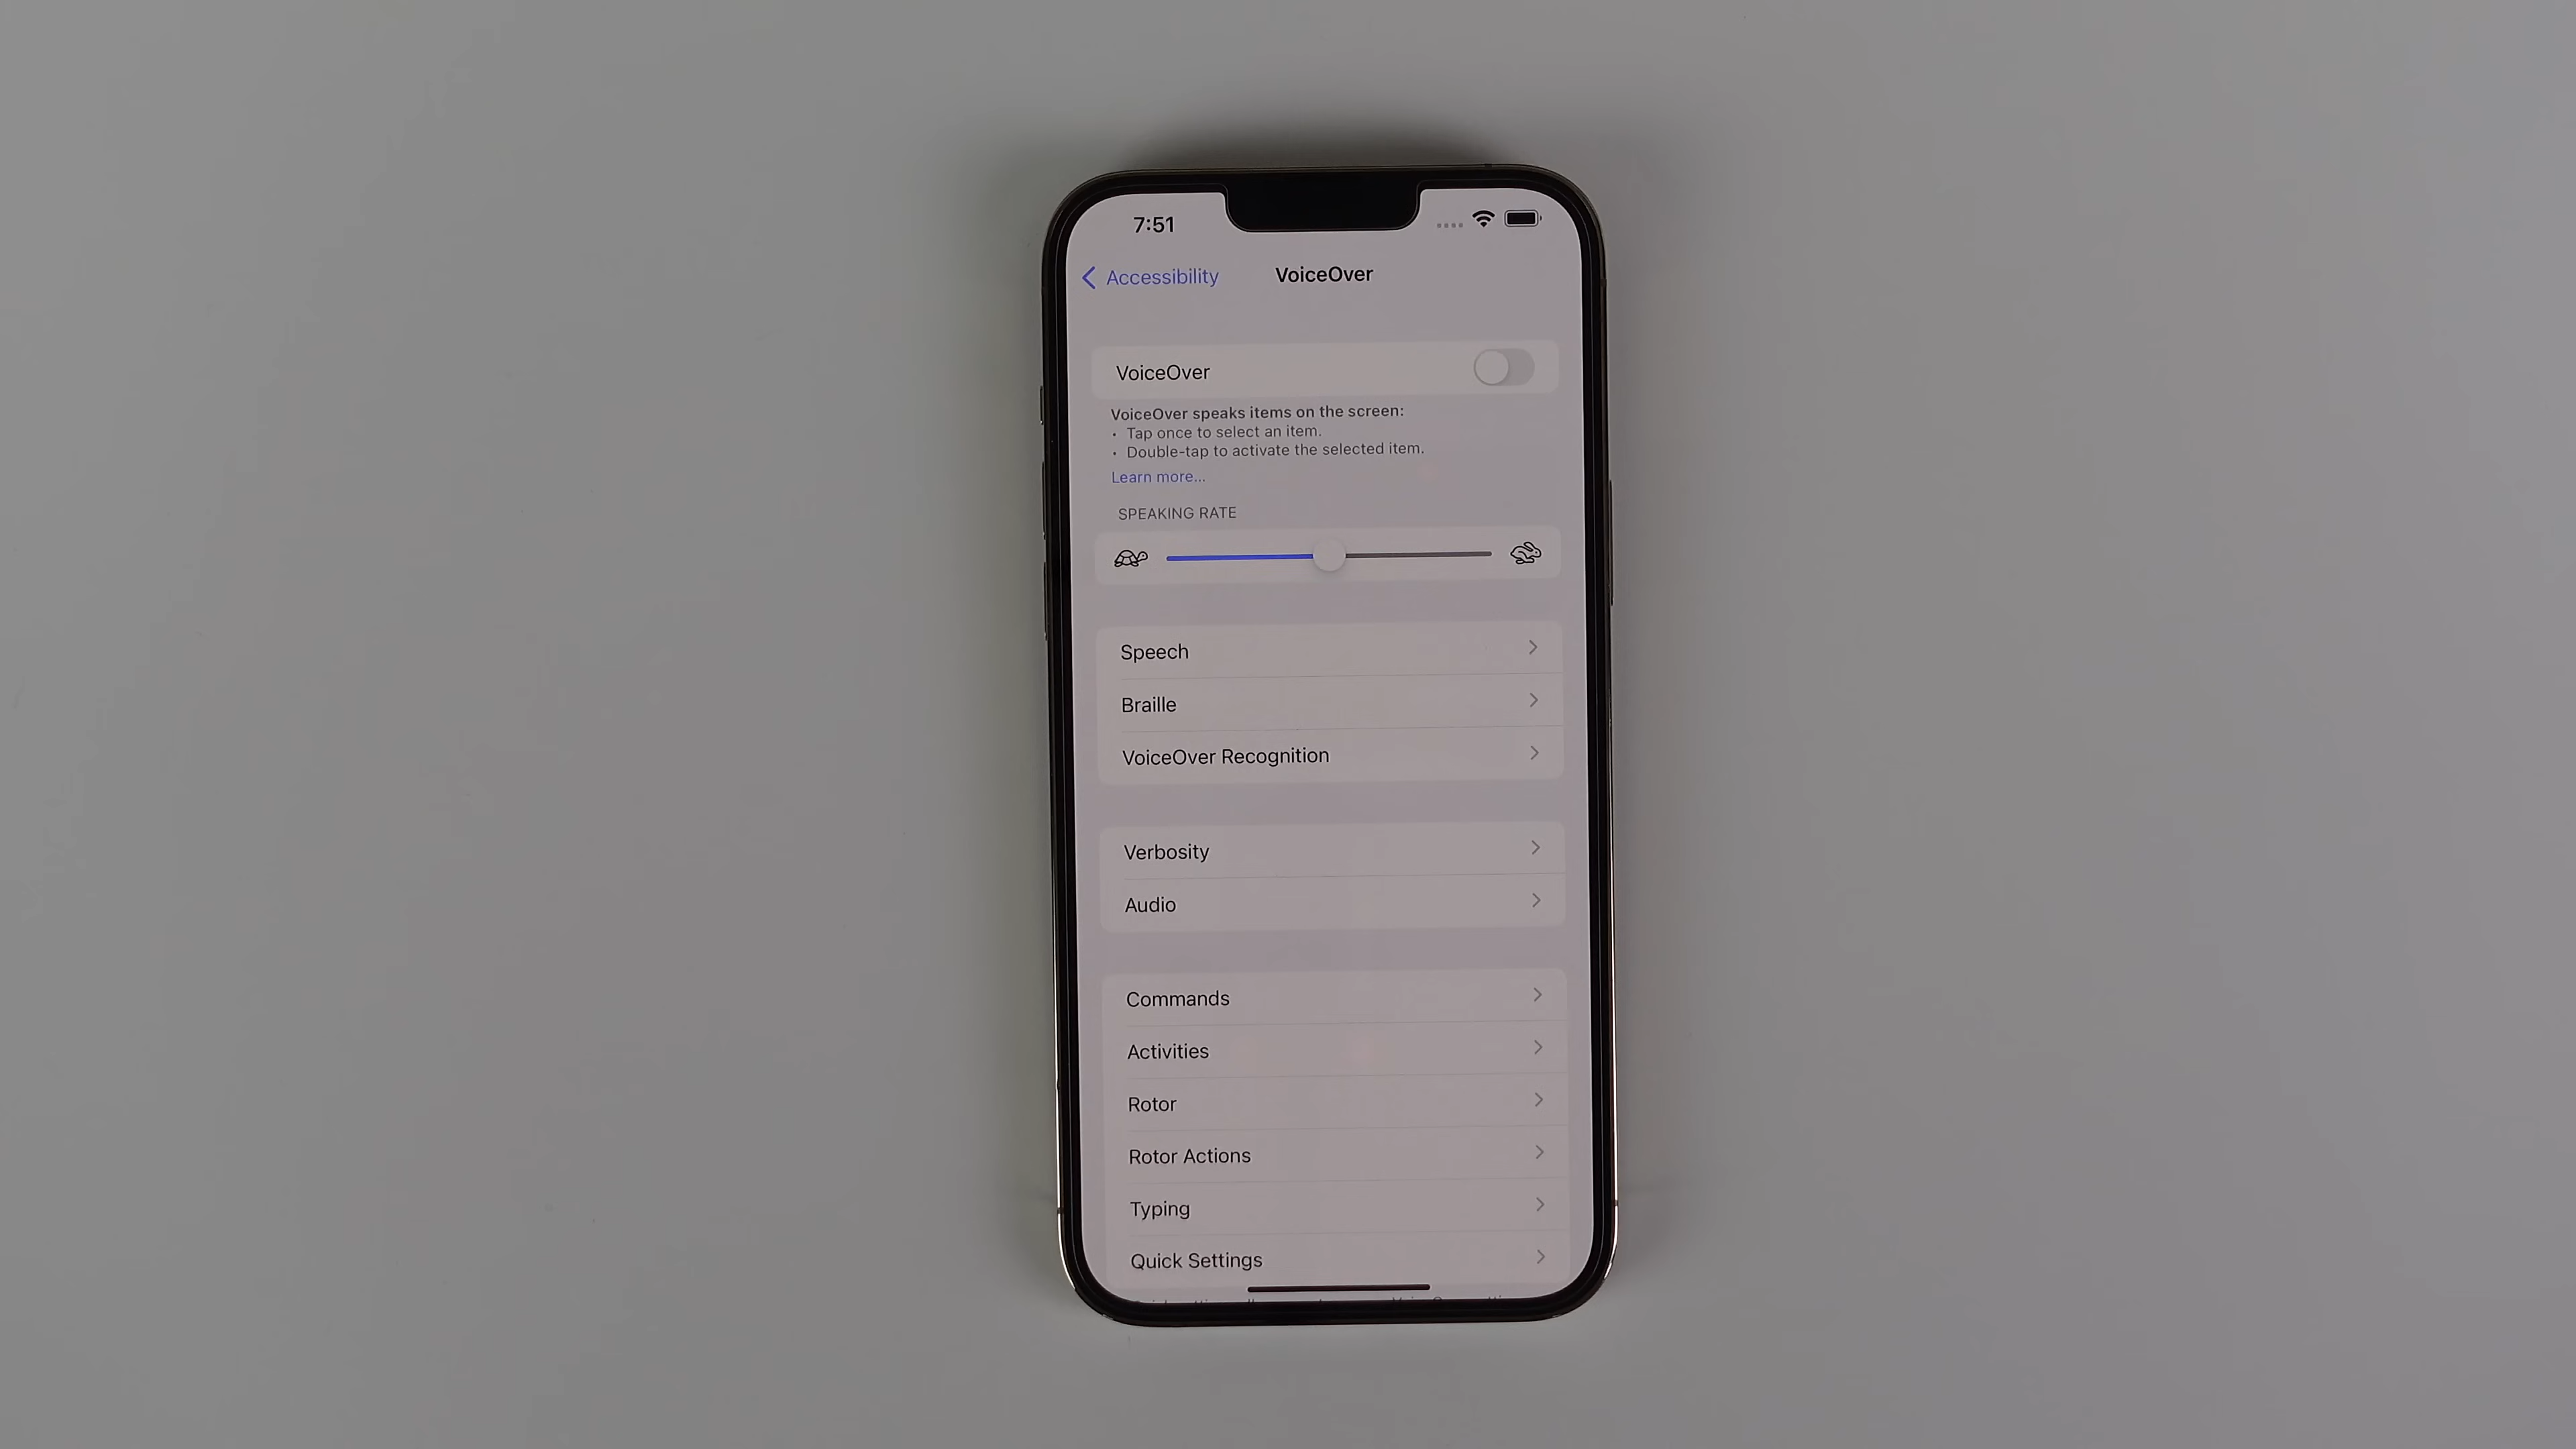 7:51
Accessibility
VoiceOver
VoiceOver
VoiceOver speaks items on the screen:
• Tap once to select an item.
• Double-tap to activate the selected item.
Learn more...
SPEAKING RATE
Speech
Braille
VoiceOver Recognition
Verbosity
Audio
Commands
Activities
Rotor
Rotor Actions
Typing
Quick Settings